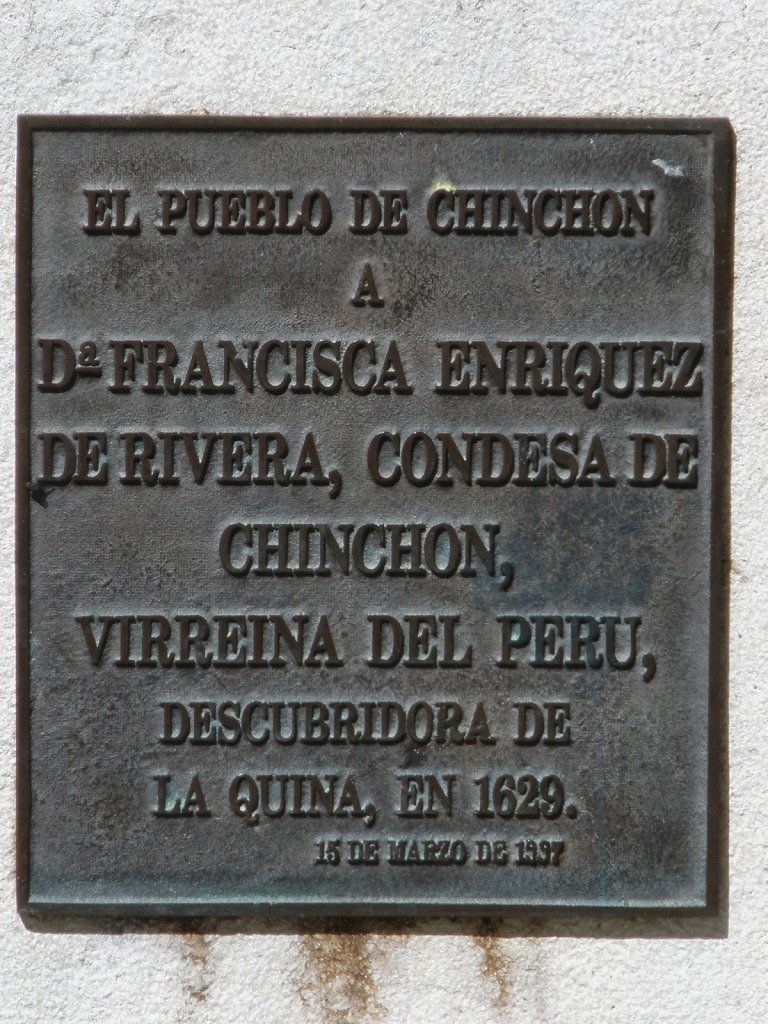 EL PUEBLO DE CHINCHON
A
Dª FRANCISCA ENRIQUEZ
DE RIVERA, CONDESA DE
CHINCHON,
VIRREINA DEL PERU,
DESCUBRIDORA DE
LA QUINA, EN 1629.
15 DE MARZO DE 1997